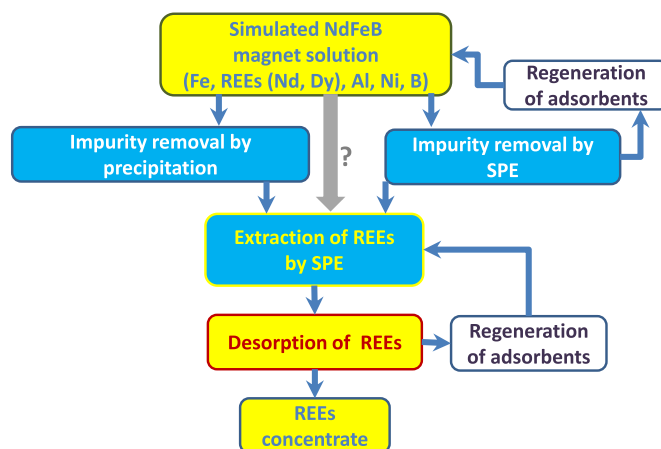 Simulated NdFeB
magnet solution
(Fe, REEs (Nd, Dy), Al, Ni, B)
Regeneration
of adsorbents
Impurity removal by
precipitation
?
Impurity removal by
SPE
Extraction of REEs
by SPE
Desorption of REEs
Regeneration
of adsorbents
REEs
concentrate